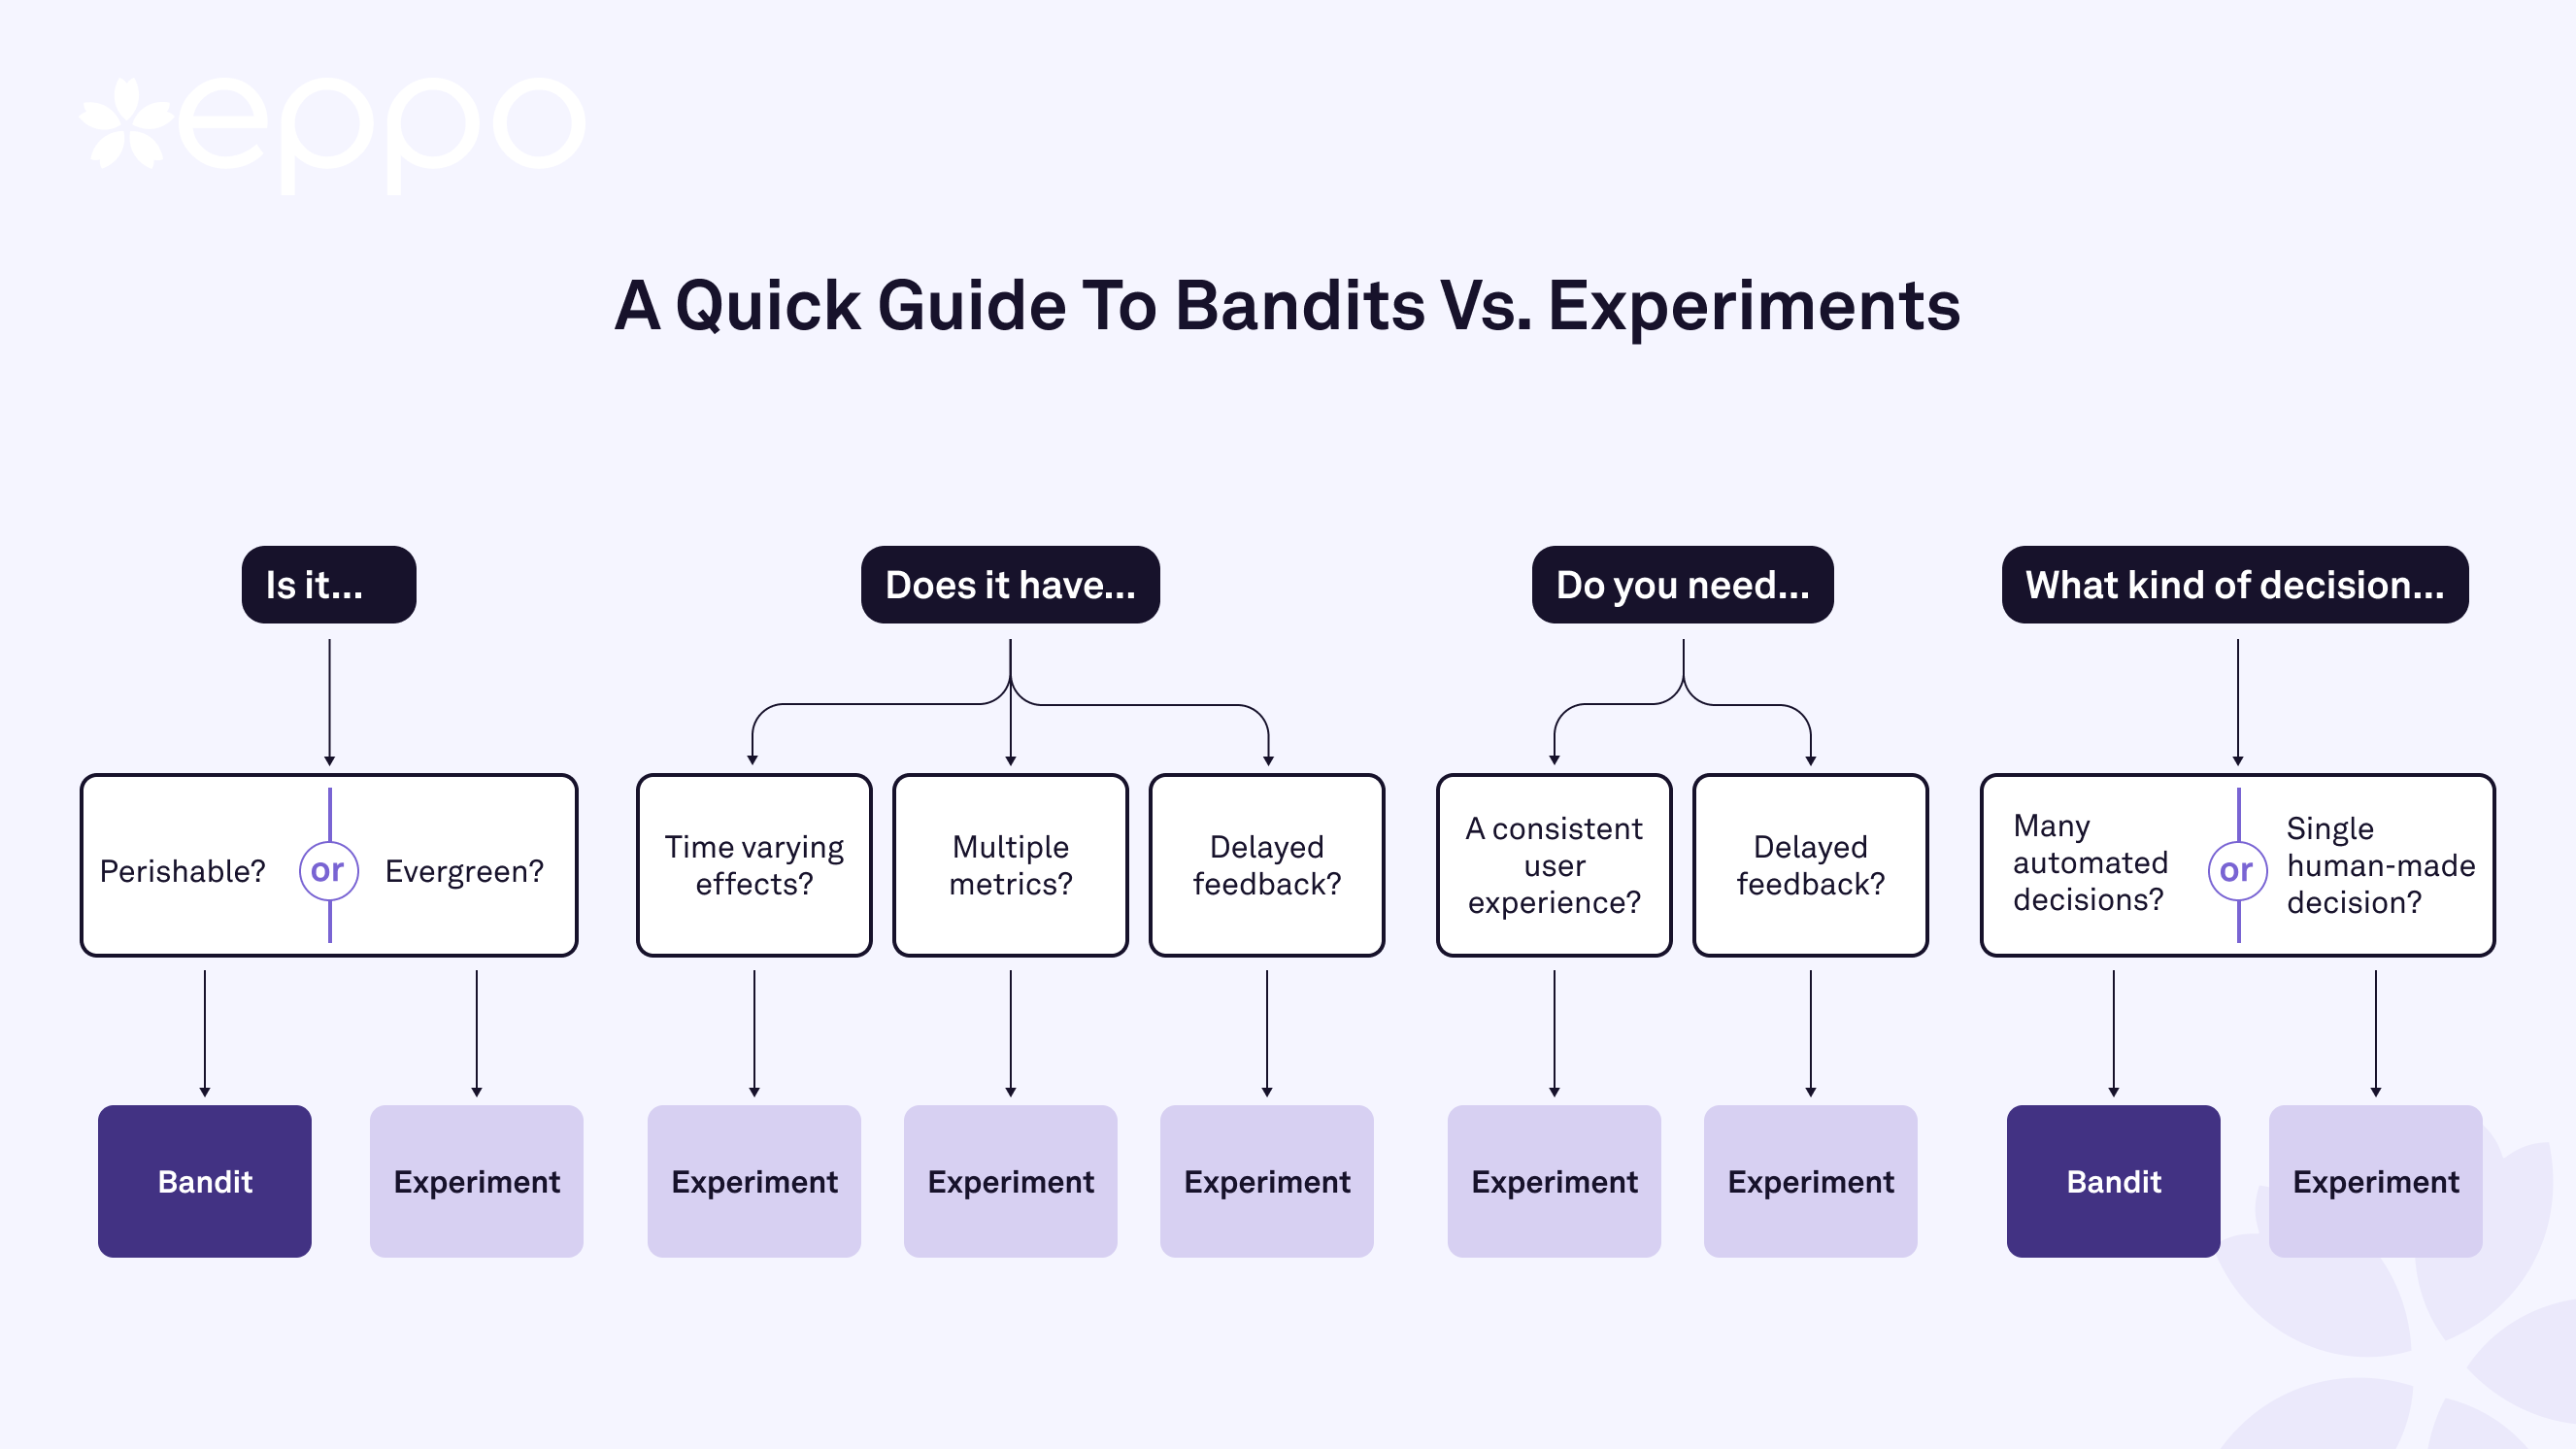 eppo
A Quick Guide To Bandits Vs. Experiments
Is it...
Does it have...
Do you need...
What kind of decision...
Perishable?
or
Evergreen?
Time varying
effects?
Multiple
metrics?
Delayed
feedback?
A consistent
user
experience?
Delayed
feedback?
Many
automated
decisions?
or
Single
human-made
decision?
Bandit
Experiment
Experiment
Experiment
Experiment
Experiment
Experiment
Bandit
Experiment